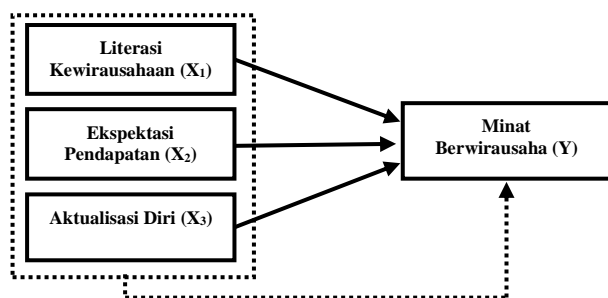 Literasi
Kewirausahaan (X₁)
Ekspektasi
Pendapatan (X₂)
Aktualisasi Diri (X₃)
Minat
Berwirausaha (Y)